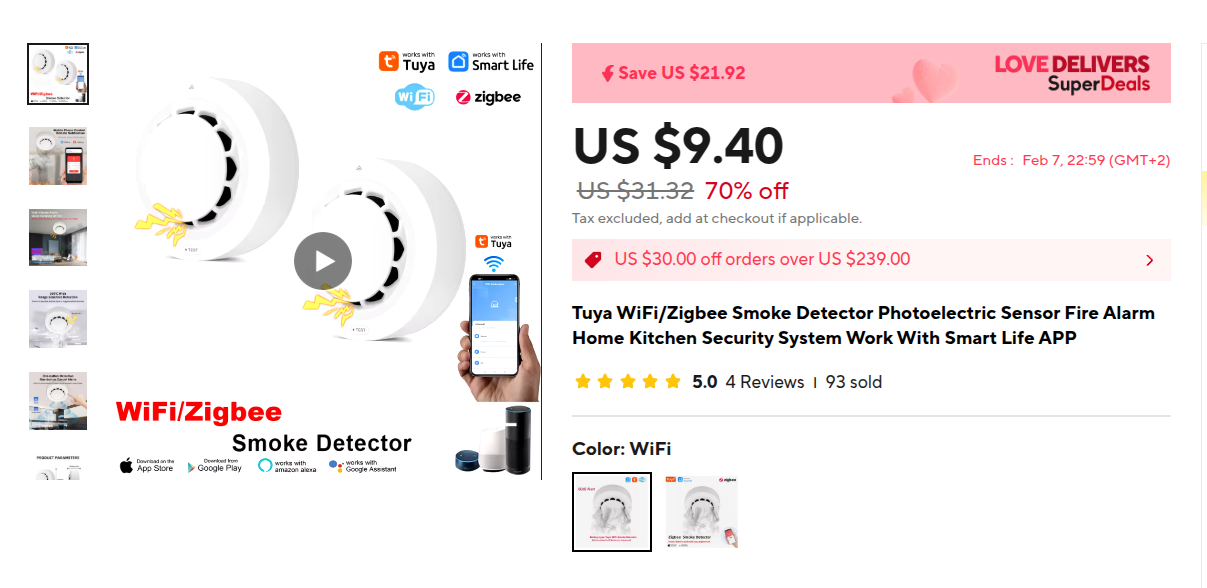 works with
Tuya
works with
Smart Life
WiFi
zigbee
TEST
Tuya
TEST
WiFi/Zigbee
Smoke Detector
Download on the
App Store
Download from
Google Play
works with
amazon alexa
works with
Google Assistant
PRODUCT PARAMETERS
Save US $21.92
LOVE DELIVERS
SuperDeals
US $9.40
Ends : Feb 7, 22:59 (GMT+2)
US $31.32 70% off
Tax excluded, add at checkout if applicable.
US $30.00 off orders over US $239.00
Tuya WiFi/Zigbee Smoke Detector Photoelectric Sensor Fire Alarm
Home Kitchen Security System Work With Smart Life APP
5.0 4 Reviews 93 sold
Color: WiFi
zigbee
Zigbee Smoke Detector